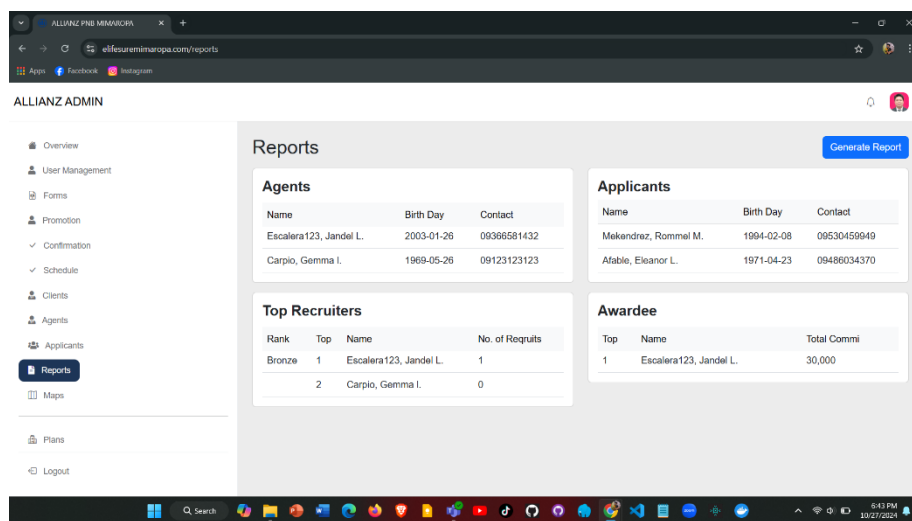 ALLIANZ PNB MIMAROPA
elifesuremimaropa.com/reports
Apps Facebook Instagram
ALLIANZ ADMIN
Overview
User Management
Forms
Promotion
Confirmation
Schedule
Clients
Agents
Applicants
Reports
Maps
Plans
Logout
Reports
Generate Report
Agents
Name Birth Day Contact
Escalera123, Jandel L. 2003-01-26 09366581432
Carpio, Gemma I. 1969-05-26 09123123123
Applicants
Name Birth Day Contact
Mekendrez, Rommel M. 1994-02-08 09530459949
Afable, Eleanor L. 1971-04-23 09486034370
Top Recruiters
Rank Top Name No. of Reqruits
Bronze 1 Escalera123, Jandel L. 1
2 Carpio, Gemma I. 0
Awardee
Top Name Total Commi
1 Escalera123, Jandel L. 30,000
Search
6:43 PM
10/27/2024